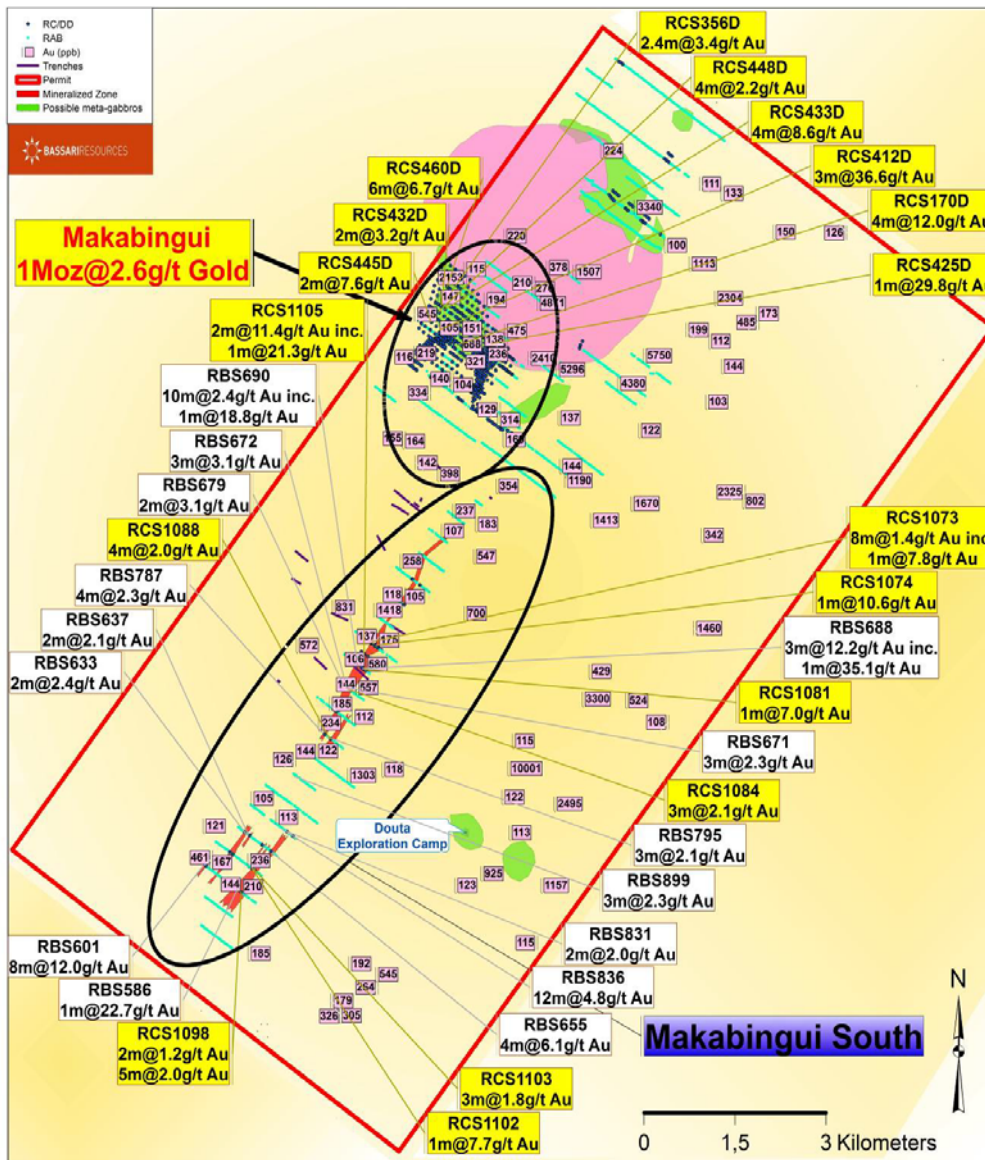 RC/DD
RAB
Au (ppb)
Trenches
Permit
Mineralized Zone
Possible meta-gabbros
BASSARI RESOURCES
RCS356D
2.4m@3.4g/t Au
RCS448D
4m@2.2g/t Au
RCS433D
4m@8.6g/t Au
RCS412D
3m@36.6g/t Au
RCS170D
4m@12.0g/t Au
RCS425D
1m@29.8g/t Au
RCS460D
6m@6.7g/t Au
RCS432D
2m@3.2g/t Au
RCS445D
2m@7.6g/t Au
Makabingui
1Moz@2.6g/t Gold
RCS1105
2m@11.4g/t Au inc.
1m@21.3g/t Au
RBS690
10m@2.4g/t Au inc.
1m@18.8g/t Au
RBS672
3m@3.1g/t Au
RBS679
2m@3.1g/t Au
RCS1088
4m@2.0g/t Au
RBS787
4m@2.3g/t Au
RBS637
2m@2.1g/t Au
RBS633
2m@2.4g/t Au
224
111
133
3340
150
126
100
1143
220
378
1507
115
2153
210
147
194
4871
2304
173
485
199
112
545
105
151
475
138
688
236
116
219
321
2410
5296
5750
144
140
104
4380
334
103
129
314
137
122
155
164
142
398
144
1190
354
2325
802
1670
237
183
107
1413
342
547
258
118
105
831
1418
700
137
175
572
1460
106
580
429
144
557
3300
524
185
112
108
234
115
144
122
126
118
1303
10001
105
122
2495
113
121
113
461
167
236
925
144
210
123
1157
185
115
192
545
264
179
326
305
RCS1073
8m@1.4g/t Au inc
1m@7.8g/t Au
RCS1074
1m@10.6g/t Au
RBS688
3m@12.2g/t Au inc.
1m@35.1g/t Au
RCS1081
1m@7.0g/t Au
RBS671
3m@2.3g/t Au
RCS1084
3m@2.1g/t Au
RBS795
3m@2.1g/t Au
RBS899
3m@2.3g/t Au
RBS831
2m@2.0g/t Au
RBS836
12m@4.8g/t Au
RBS655
4m@6.1g/t Au
Douta
Exploration Camp
RBS601
8m@12.0g/t Au
RBS586
1m@22.7g/t Au
RCS1098
2m@1.2g/t Au
5m@2.0g/t Au
RCS1103
3m@1.8g/t Au
RCS1102
1m@7.7g/t Au
Makabingui South
N
0 1,5 3 Kilometers